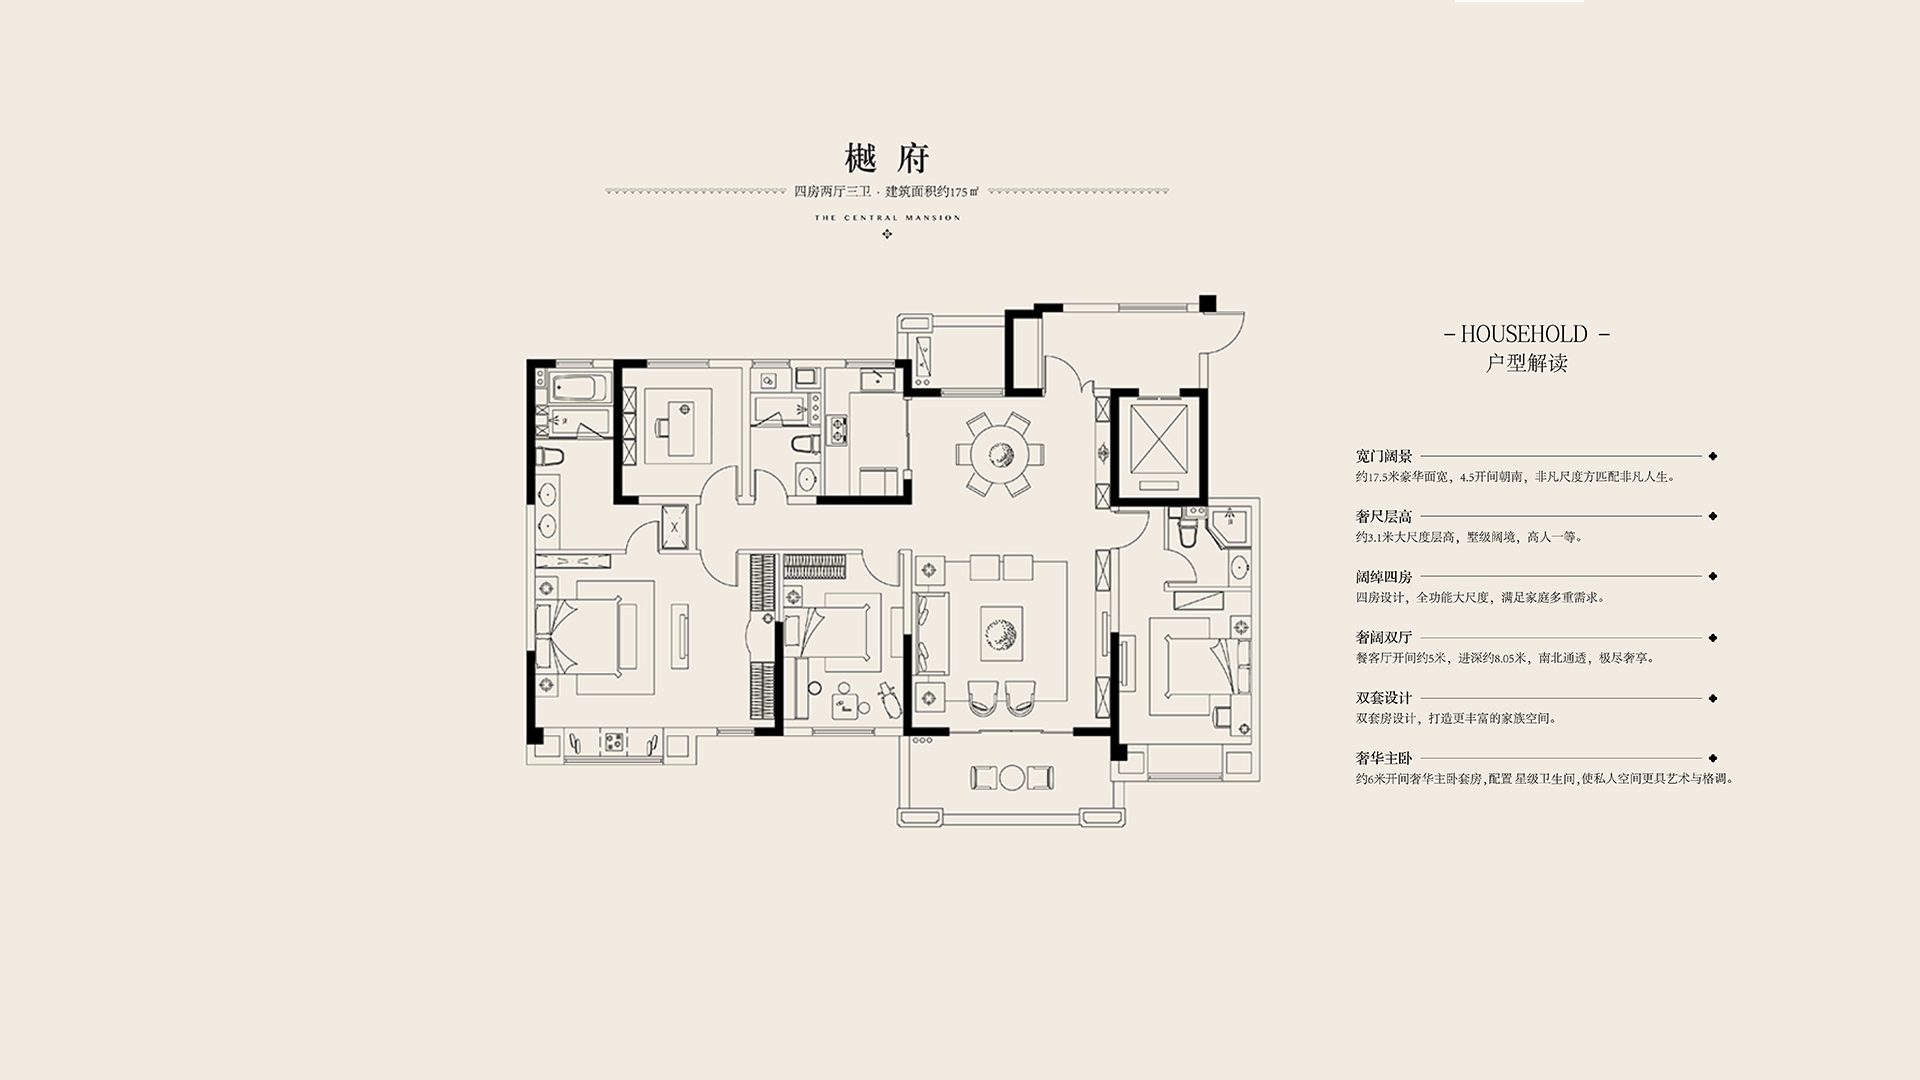 樾府
四房两厅三卫 · 建筑面积约175㎡
THE CENTRAL MANSION
– HOUSEHOLD –
户型解读
宽门阔景
约17.5米豪华面宽，4.5开间朝南，非凡尺度方匹配非凡人生。
奢尺层高
约3.1米大尺度层高，墅级阔境，高人一等。
阔绰四房
四房设计，全功能大尺度，满足家庭多重需求。
奢阔双厅
餐客厅开间约5米，进深约8.05米，南北通透，极尽奢享。
双套设计
双套房设计，打造更丰富的家族空间。
奢华主卧
约6米开间奢华主卧套房,配置 星级卫生间,使私人空间更具艺术与格调。